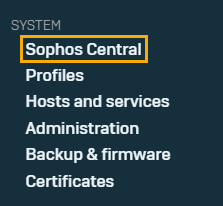 SYSTEM
Sophos Central
Profiles
Hosts and services
Administration
Backup & firmware
Certificates